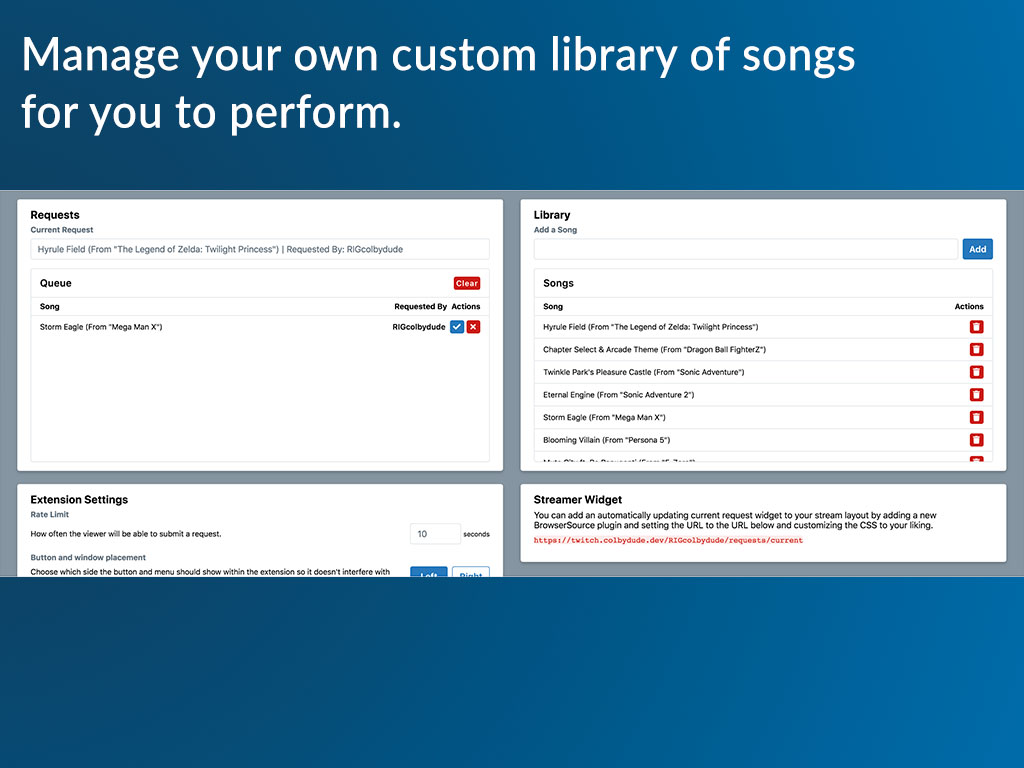 Manage your own custom library of songs
for you to perform.
Requests
Current Request
Hyrule Field (From "The Legend of Zelda: Twilight Princess") | Requested By: RIGcolbydude
Queue
Clear
Song Requested By Actions
Storm Eagle (From "Mega Man X") RIGcolbydude
Library
Add a Song
Add
Songs
Song Actions
Hyrule Field (From "The Legend of Zelda: Twilight Princess")
Chapter Select & Arcade Theme (From "Dragon Ball FighterZ")
Twinkle Park's Pleasure Castle (From "Sonic Adventure")
Eternal Engine (From "Sonic Adventure 2")
Storm Eagle (From "Mega Man X")
Blooming Villain (From "Persona 5")
Extension Settings
Rate Limit
How often the viewer will be able to submit a request. 10 seconds
Button and window placement
Choose which side the button and menu should show within the extension so it doesn't interfere with
Left Right
Streamer Widget
You can add an automatically updating current request widget to your stream layout by adding a new
BrowserSource plugin and setting the URL to the URL below and customizing the CSS to your liking.
https://twitch.colbydude.dev/RIGcolbydude/requests/current